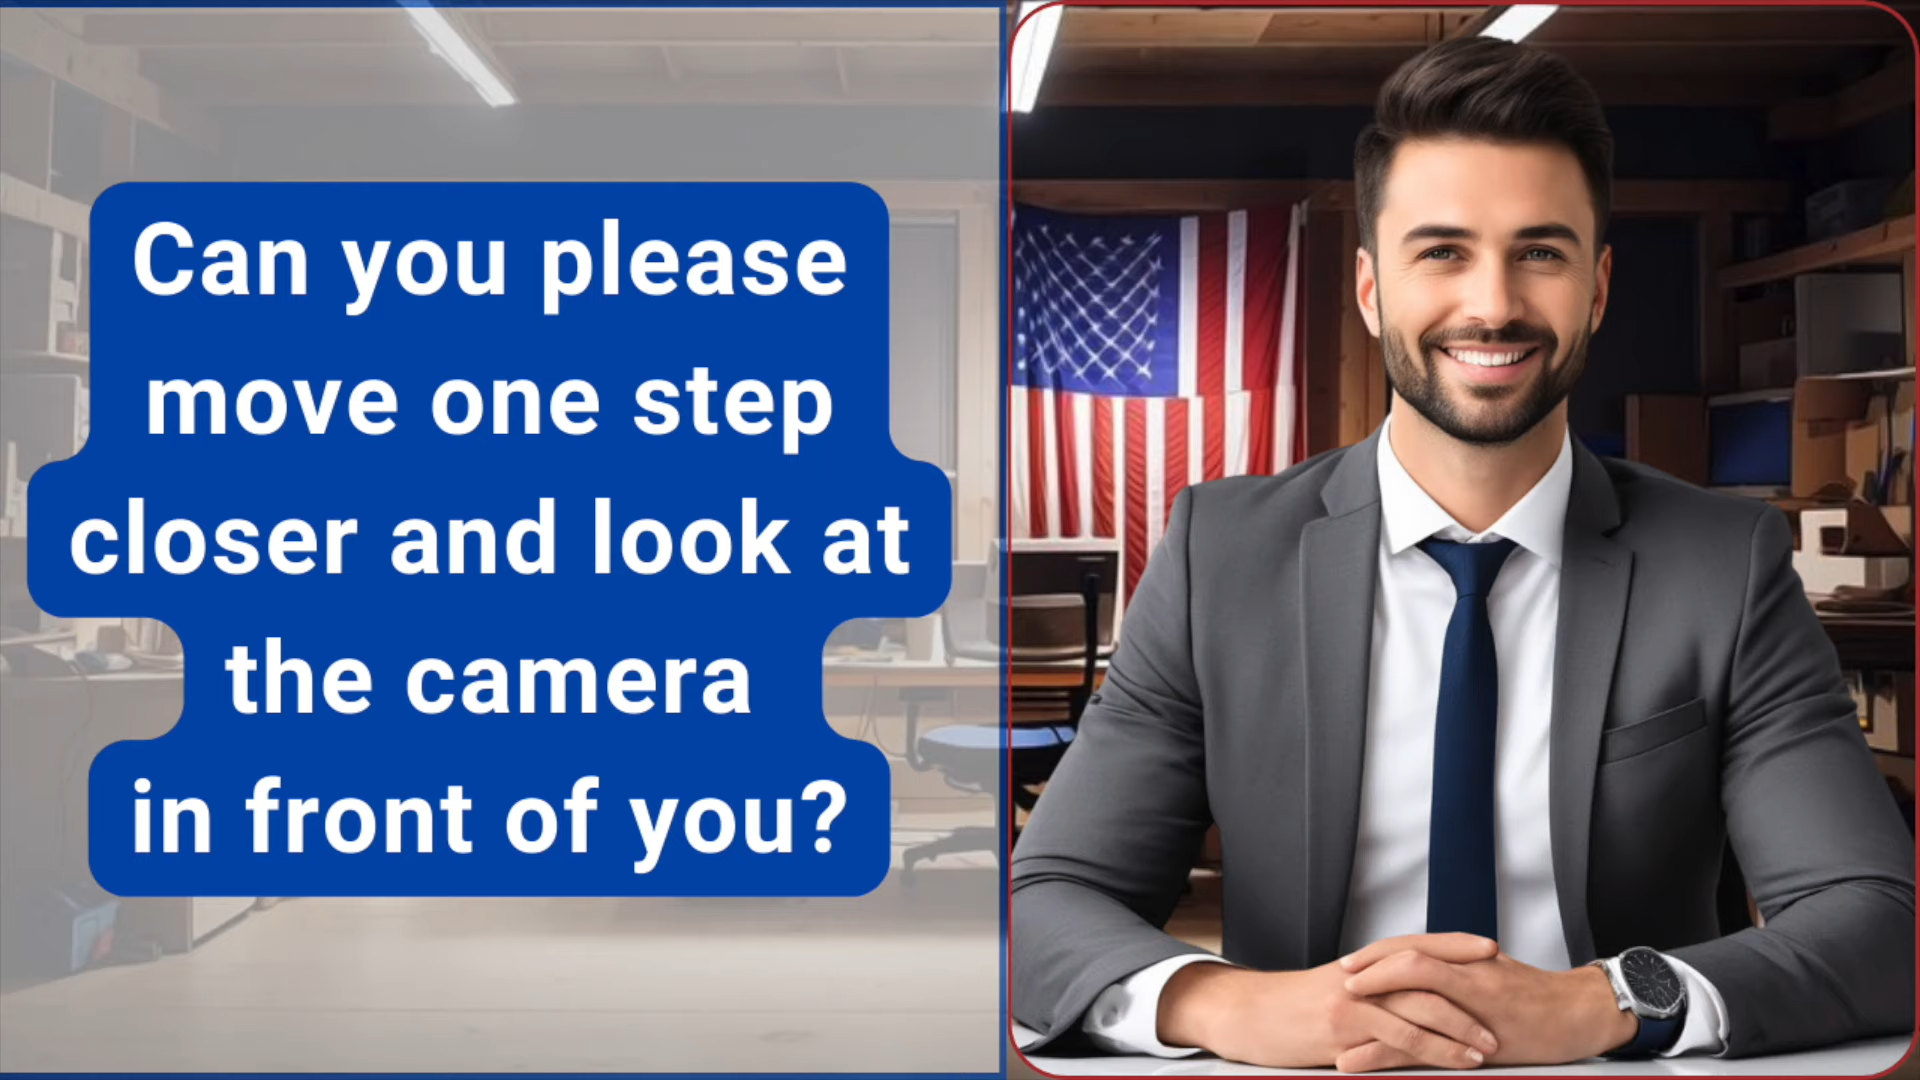 Can you please
move one step
closer and look at
the camera
in front of you?